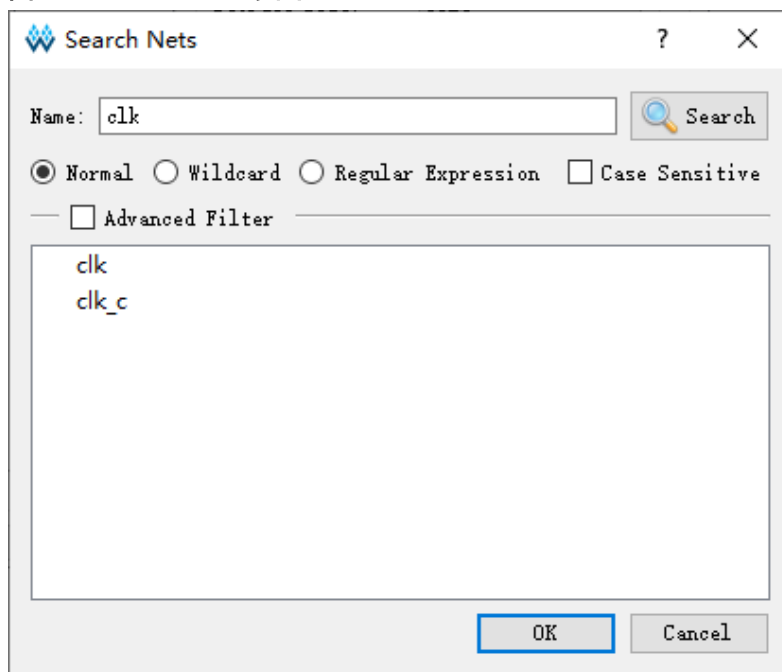 Search Nets
?
Name: clk
Search
Normal Wildcard Regular Expression Case Sensitive
Advanced Filter
clk
clk_c
OK Cancel